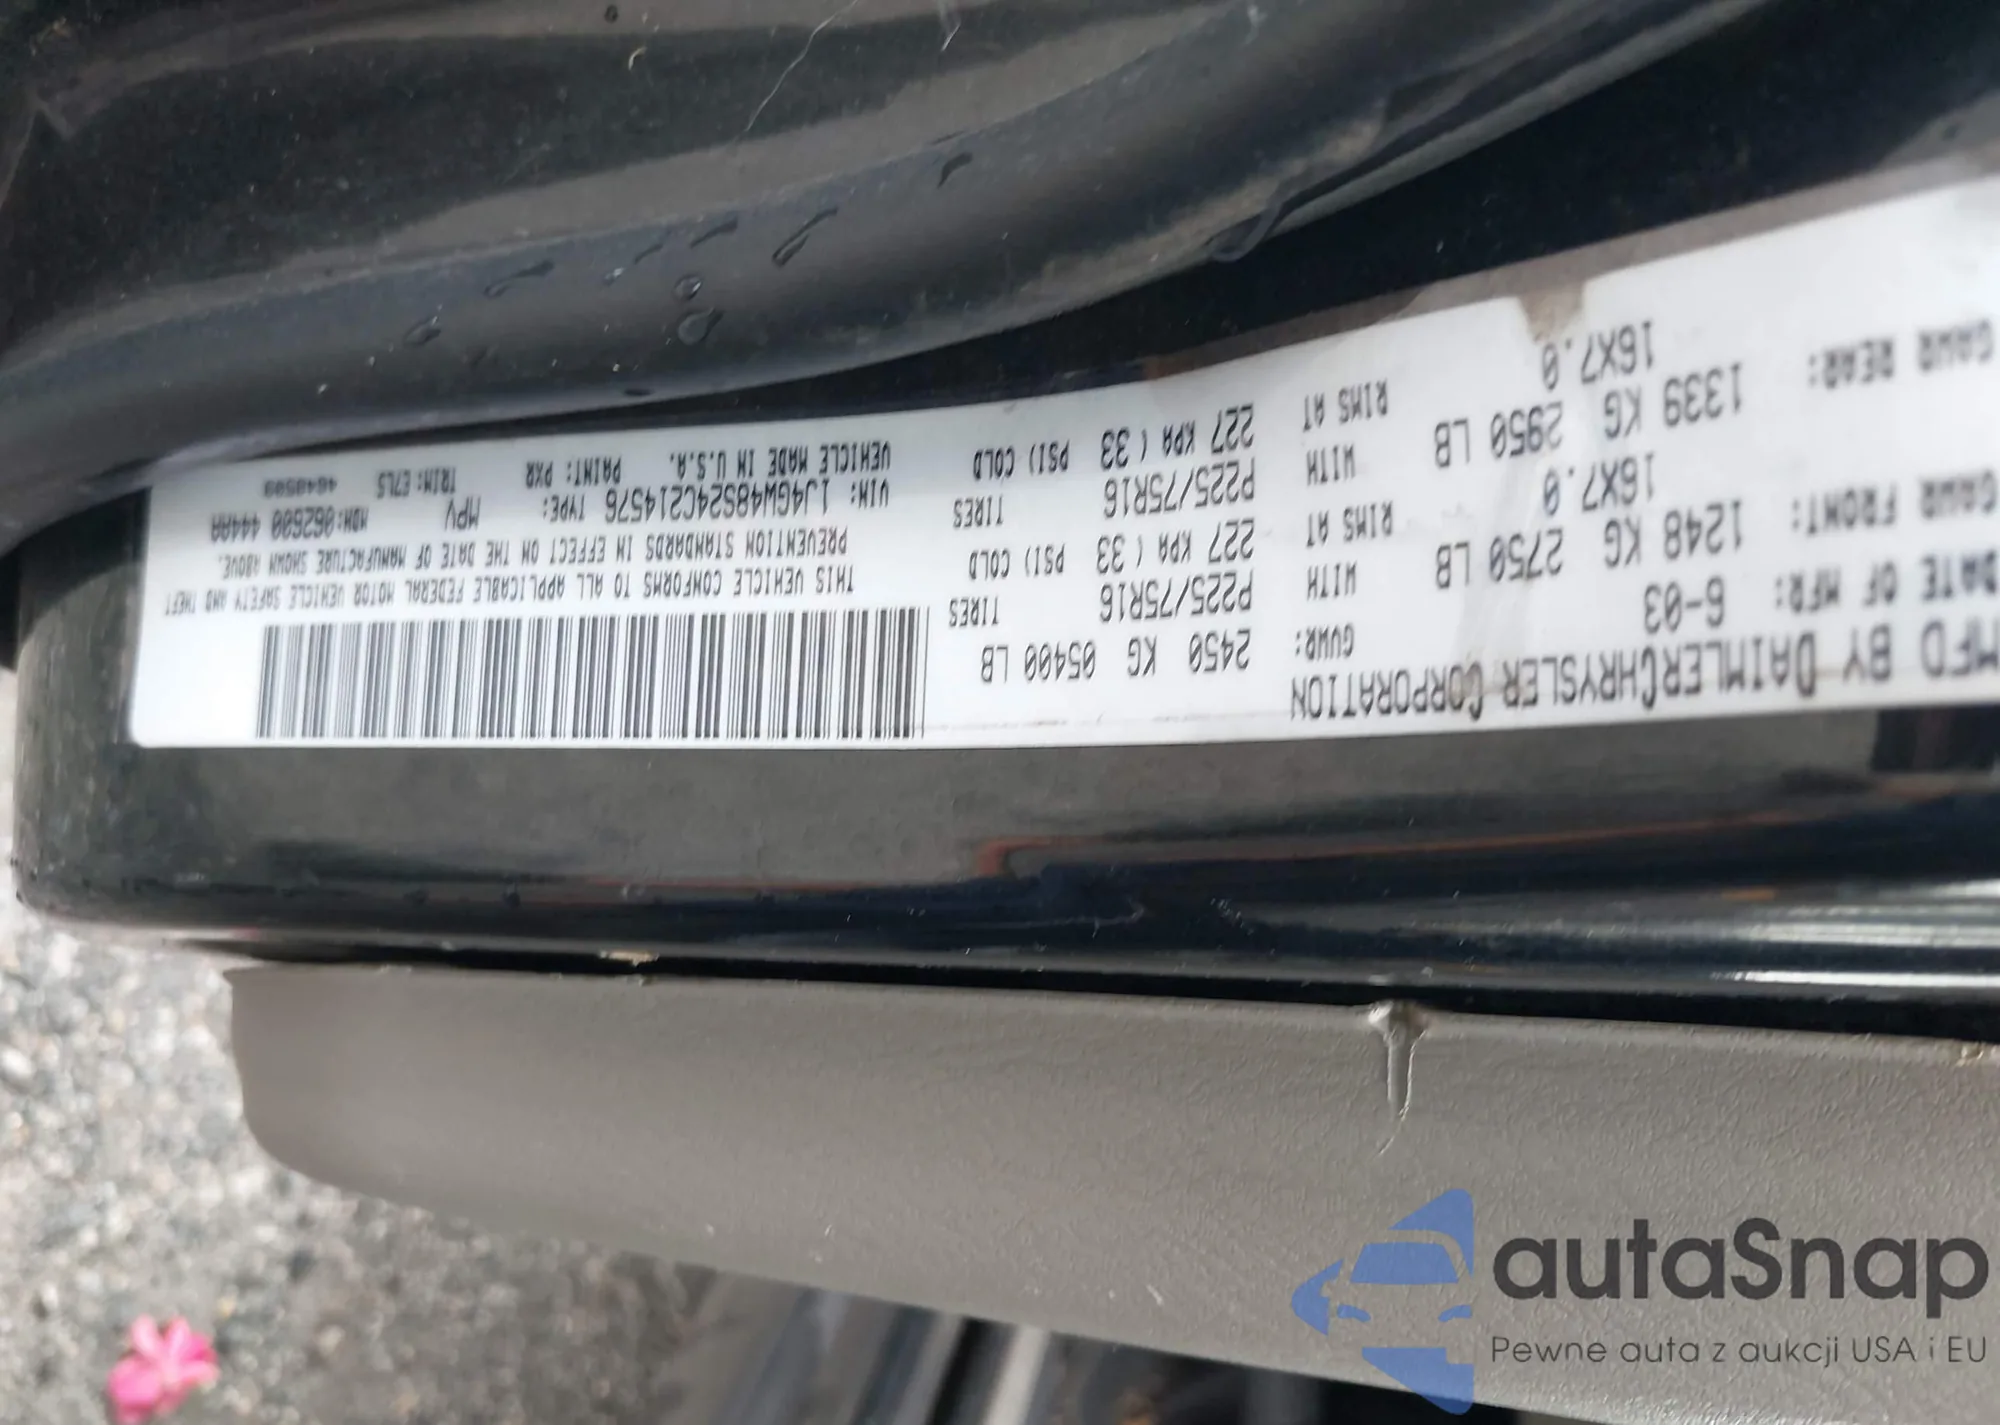 MFD BY DAIMLERCHRYSLER CORPORATION
DATE OF MFR: 6-03 GVWR: 2450 KG 05400 LB
GAWR FRONT: 1248 KG 2750 LB WITH P225/75R16 TIRES
16X7.0 RIMS AT 227 KPA ( 33 PSI) COLD
GAWR REAR: 1339 KG 2950 LB WITH P225/75R16 TIRES
16X7.0 RIMS AT 227 KPA ( 33 PSI) COLD
THIS VEHICLE CONFORMS TO ALL APPLICABLE FEDERAL MOTOR VEHICLE SAFETY AND THEFT
PREVENTION STANDARDS IN EFFECT ON THE DATE OF MANUFACTURE SHOWN ABOVE.
VIN: 1J4GW48S24C214576 TYPE: MPV MDH:062600 444AA
VEHICLE MADE IN U.S.A. PAINT: PXR TRIM: E7L5 4648509
autaSnap
Pewne auta z aukcji USA i EU